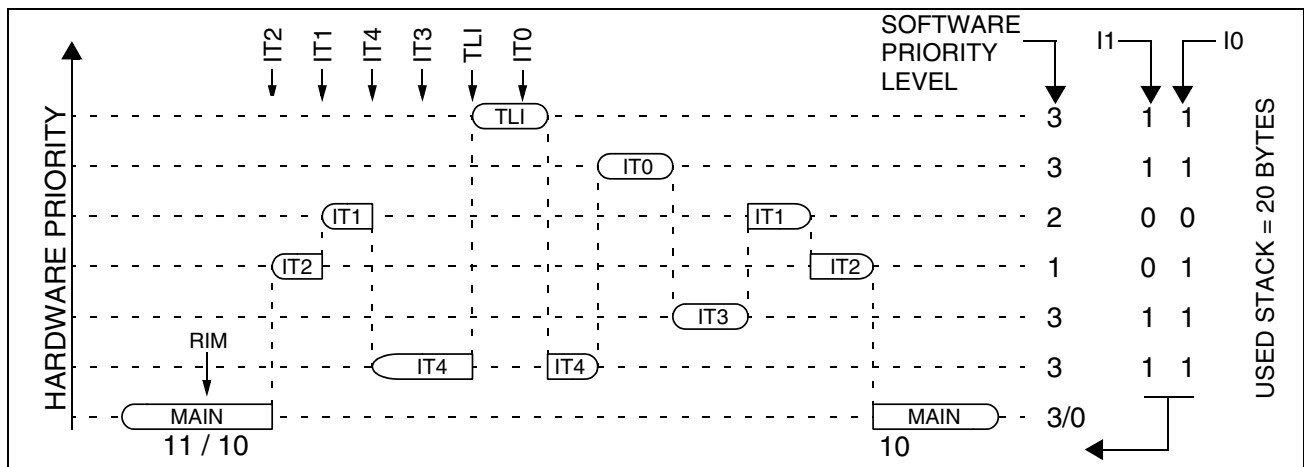 IT2
IT1
IT4
IT3
TLI
IT0
SOFTWARE
PRIORITY
LEVEL
I1
I0
HARDWARE PRIORITY
USED STACK = 20 BYTES
TLI
3
1 1
IT0
3
1 1
IT1
IT1
2
0 0
IT2
IT2
1
0 1
RIM
IT3
3
1 1
IT4
IT4
3
1 1
MAIN
MAIN
3/0
11 / 10
10